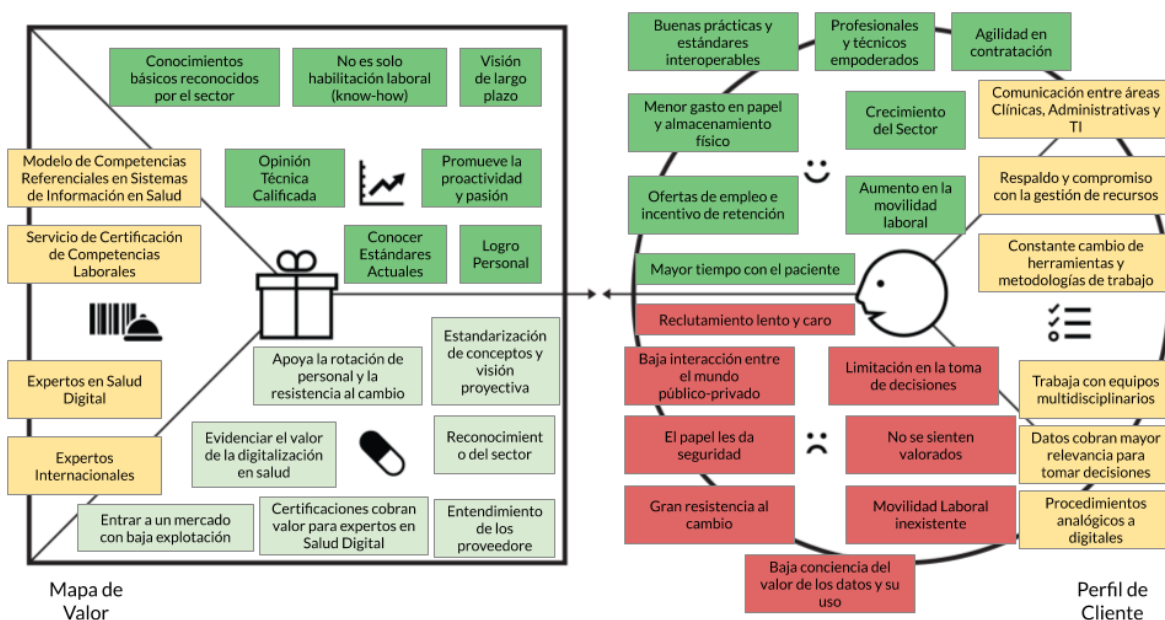 Conocimientos
básicos reconocidos
por el sector
No es solo
habilitación laboral
(know-how)
Visión
de largo
plazo
Modelo de Competencias
Referenciales en Sistemas
de Información en Salud
Opinión
Técnica
Calificada
Promueve la
proactividad
y pasión
Servicio de Certificación
de Competencias
Laborales
Conocer
Estándares
Actuales
Logro
Personal
Expertos en Salud
Digital
Expertos
Internacionales
Apoya la rotación de
personal y la
resistencia al cambio
Estandarización
de conceptos y
visión
proyectiva
Evidenciar el valor
de la digitalización
en salud
Reconocimient
o del sector
Entrar a un mercado
con baja explotación
Certificaciones cobran
valor para expertos en
Salud Digital
Entendimiento
de los
proveedore
Mapa de
Valor
Buenas prácticas y
estándares
interoperables
Profesionales
y técnicos
empoderados
Agilidad en
contratación
Menor gasto en papel
y almacenamiento
físico
Crecimiento
del Sector
Comunicación entre áreas
Clínicas, Administrativas y
TI
Ofertas de empleo e
incentivo de retención
Aumento en la
movilidad
laboral
Respaldo y compromiso
con la gestión de recursos
Mayor tiempo con el paciente
Constante cambio de
herramientas y
metodologías de trabajo
Reclutamiento lento y caro
Baja interacción entre
el mundo
público-privado
Limitación en la toma
de decisiones
Trabaja con equipos
multidisciplinarios
El papel les da
seguridad
No se sienten
valorados
Datos cobran mayor
relevancia para
tomar decisiones
Gran resistencia al
cambio
Movilidad Laboral
inexistente
Procedimientos
analógicos a
digitales
Baja conciencia del
valor de los datos y su
uso
Perfil de
Cliente